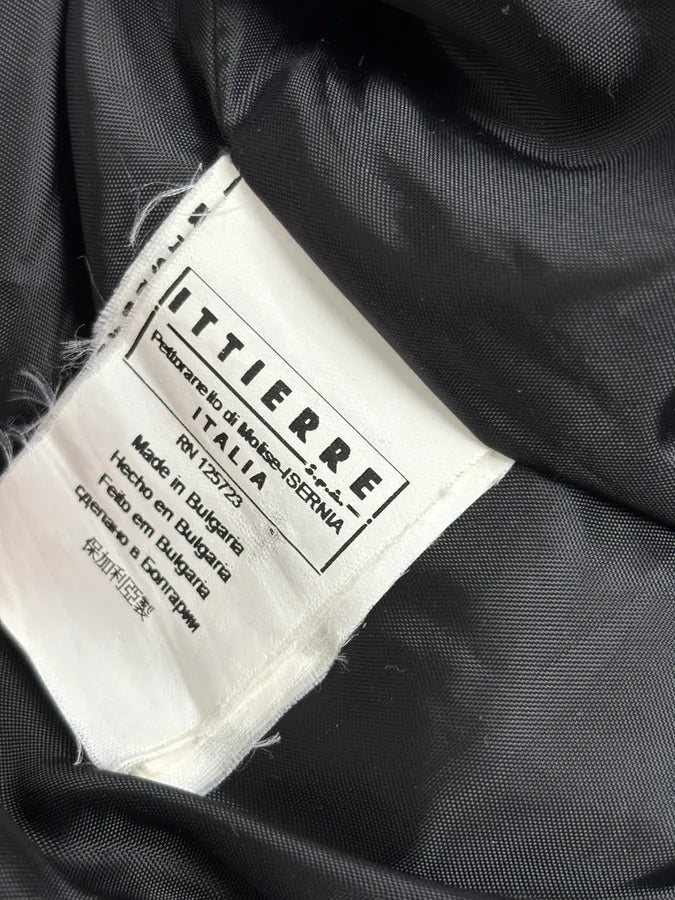 ITTIERRE
s.p.a.
Pettoranello di Molise-ISERNIA
ITALIA
RN 125723
Made in Bulgaria
Hecho en Bulgaria
Feito em Bulgaria
сделано в Болгарии
保加利亞製